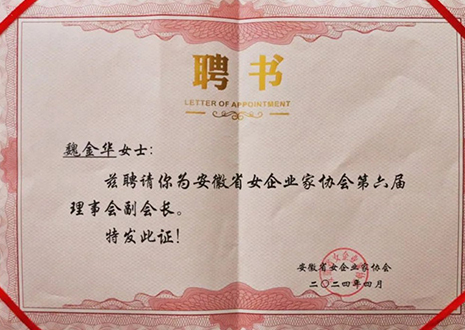 聘书
LETTER OF APPOINTMENT
魏金华女士：
兹聘请你为安徽省女企业家协会第六届
理事会副会长。
特发此证！
安徽省女企业家协会
二〇二四年四月